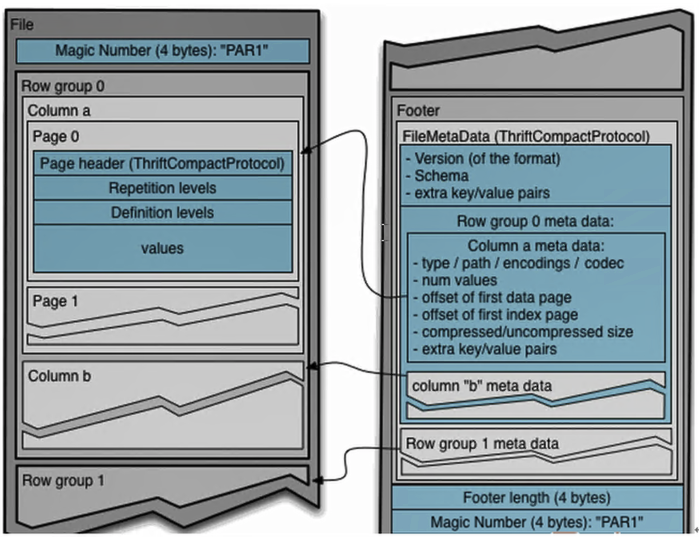 File
Magic Number (4 bytes): "PAR1"
Row group 0
Column a
Page 0
Page header (ThriftCompactProtocol)
Repetition levels
Definition levels
values
Page 1
Column b
Row group 1
Footer
FileMetaData (ThriftCompactProtocol)
- Version (of the format)
- Schema
- extra key/value pairs
Row group 0 meta data:
Column a meta data:
- type / path / encodings / codec
- num values
- offset of first data page
- offset of first index page
- compressed/uncompressed size
- extra key/value pairs
column "b" meta data
Row group 1 meta data
Footer length (4 bytes)
Magic Number (4 bytes): "PAR1"